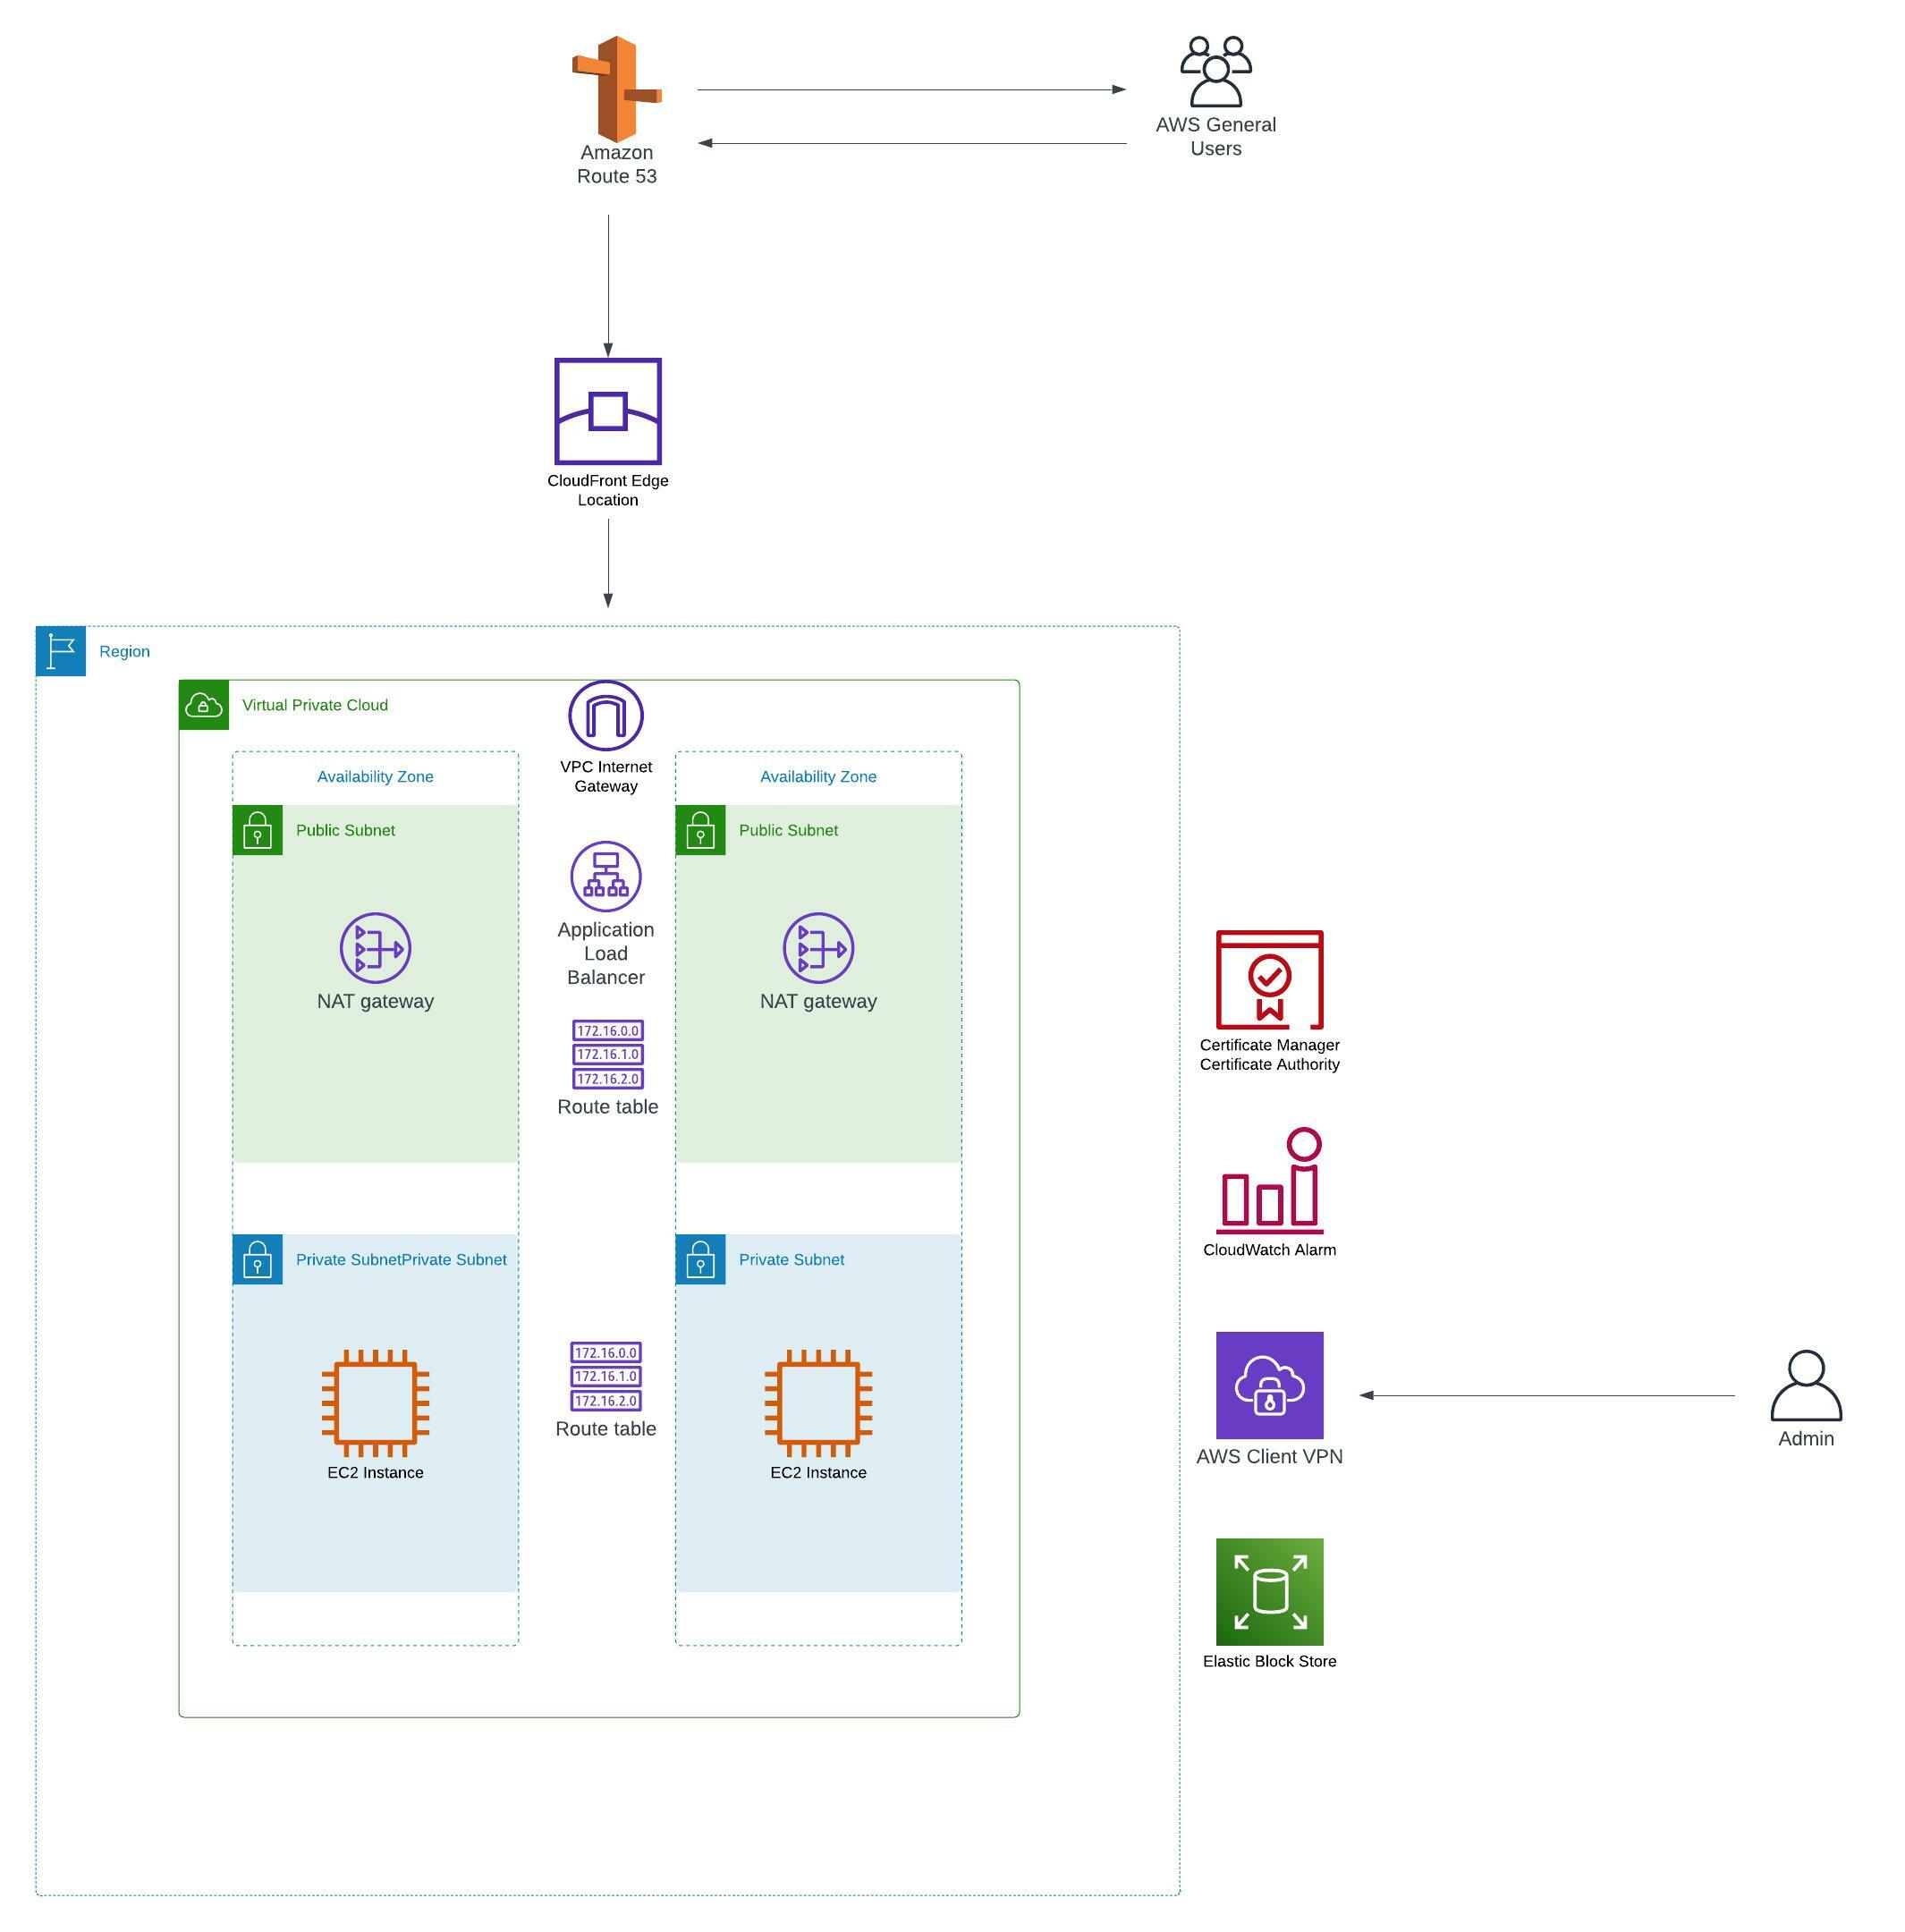 Amazon
Route 53
AWS General
Users
CloudFront Edge
Location
Region
Virtual Private Cloud
VPC Internet
Gateway
Availability Zone
Availability Zone
Public Subnet
Public Subnet
Application
Load
Balancer
NAT gateway
NAT gateway
172.16.0.0
172.16.1.0
172.16.2.0
Route table
Certificate Manager
Certificate Authority
CloudWatch Alarm
Private SubnetPrivate Subnet
Private Subnet
172.16.0.0
172.16.1.0
172.16.2.0
Route table
EC2 Instance
EC2 Instance
AWS Client VPN
Admin
Elastic Block Store